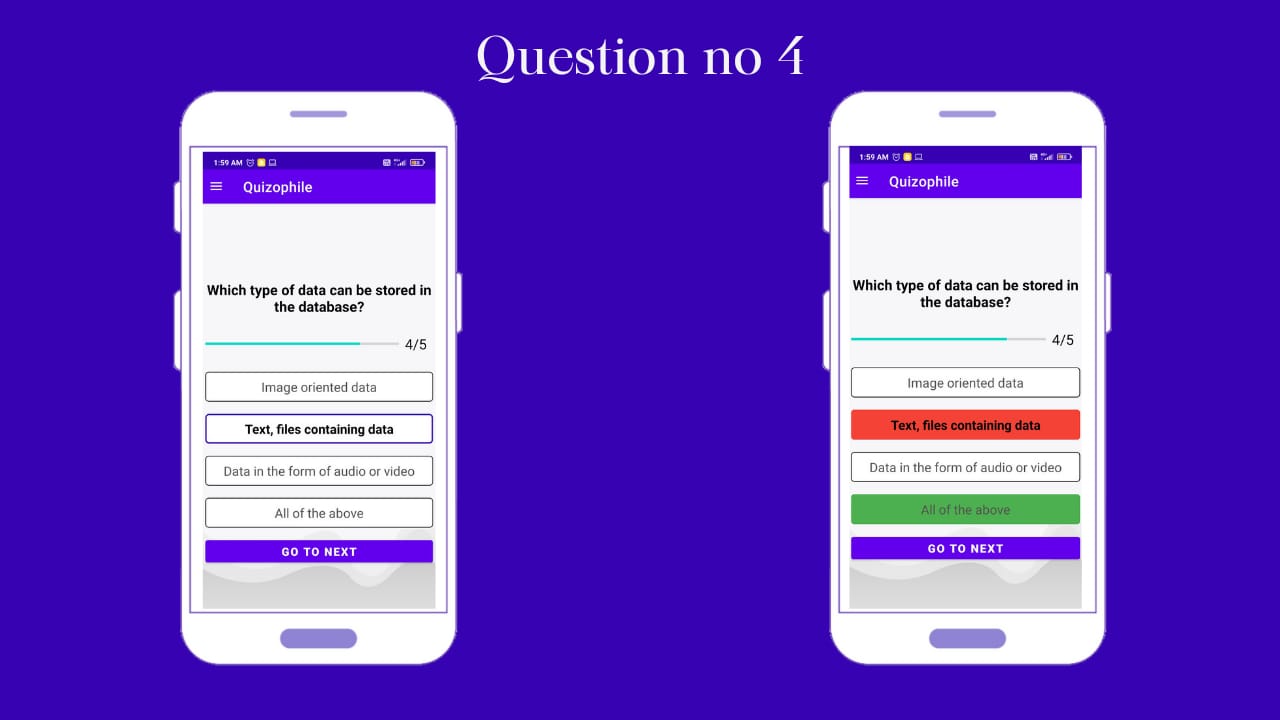 Question no 4
1:59 AM
Quizophile
Which type of data can be stored in
the database?
4/5
Image oriented data
Text, files containing data
Data in the form of audio or video
All of the above
GO TO NEXT
1:59 AM
Quizophile
Which type of data can be stored in
the database?
4/5
Image oriented data
Text, files containing data
Data in the form of audio or video
All of the above
GO TO NEXT